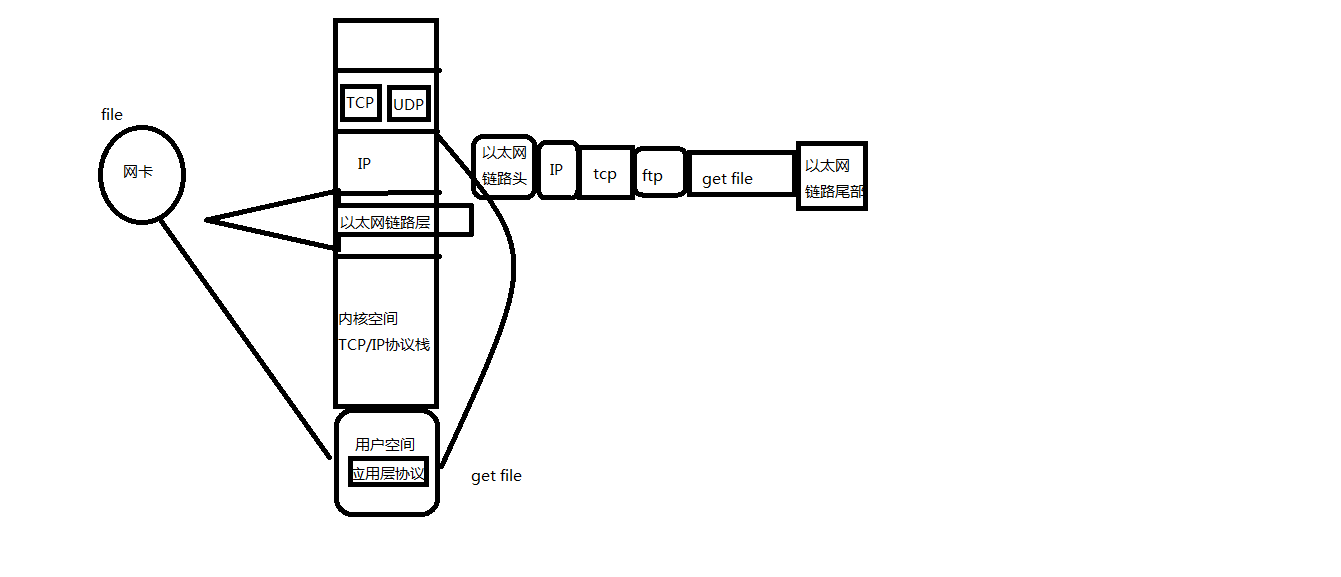 file
网卡
TCP
UDP
IP
以太网链路层
内核空间
TCP/IP协议栈
用户空间
应用层协议
get file
以太网
链路头
IP
tcp
ftp
get file
以太网
链路尾部